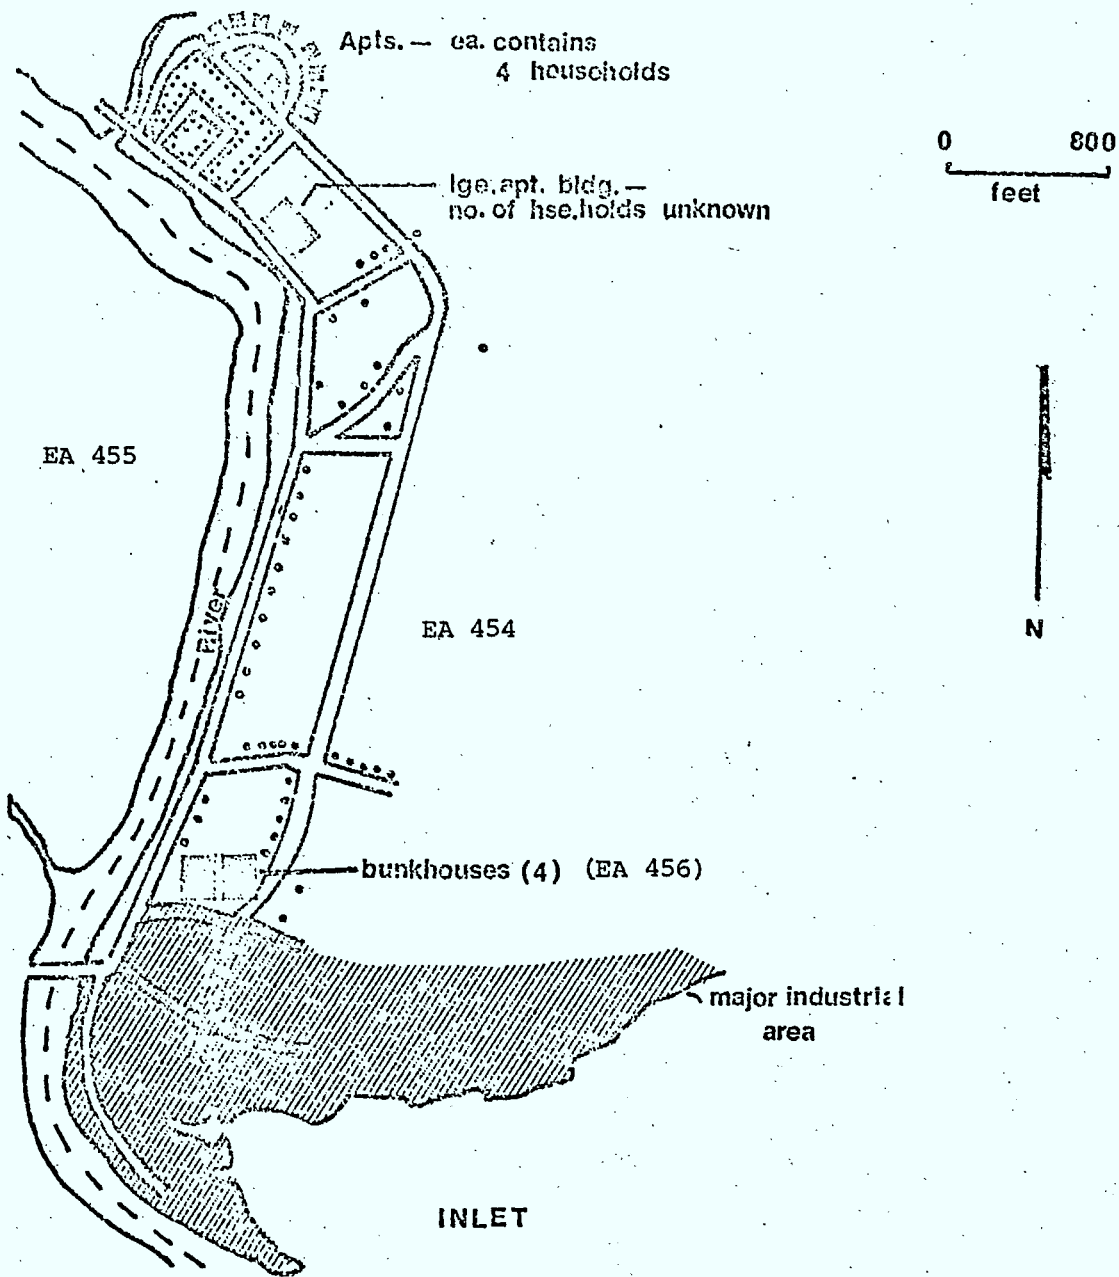 Apts. — ea. contains
4 households
0 800
feet
lge. apt. bldg. —
no. of hse.holds unknown
EA 455
River
EA 454
N
bunkhouses (4) (EA 456)
major industrial
area
INLET